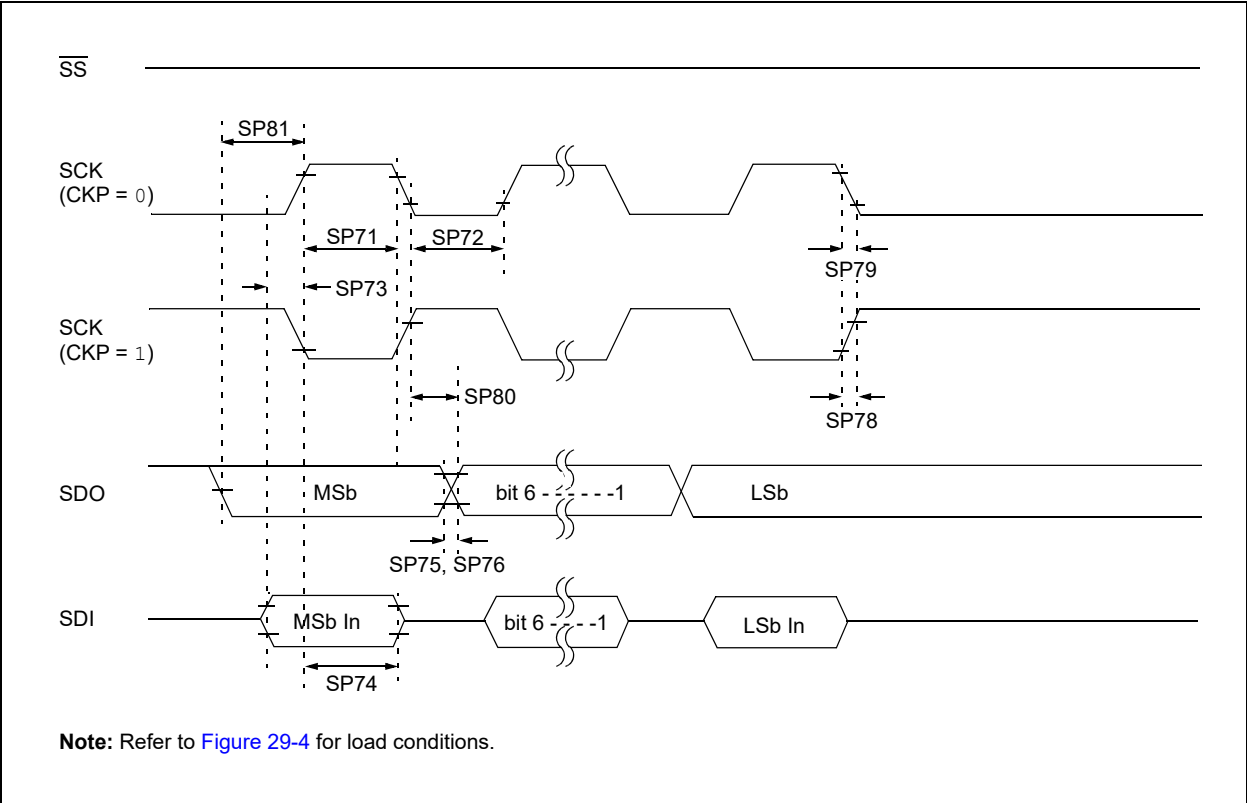 SS
SP81
SCK
(CKP = 0)
SP71
SP72
SP79
SP73
SCK
(CKP = 1)
SP80
SP78
SDO
MSb
bit 6 - - - - - -1
LSb
SP75, SP76
SDI
MSb In
bit 6 - - - -1
LSb In
SP74
Note: Refer to Figure 29-4 for load conditions.